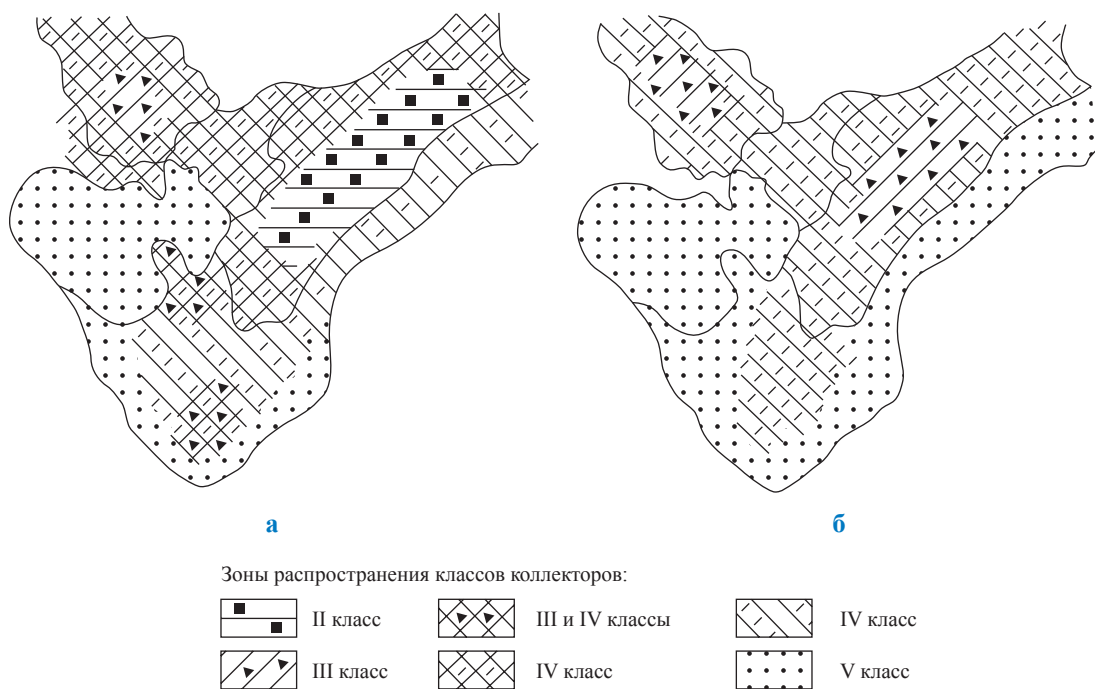 а
б
Зоны распространения классов коллекторов:
II класс
III и IV классы
IV класс
III класс
IV класс
V класс